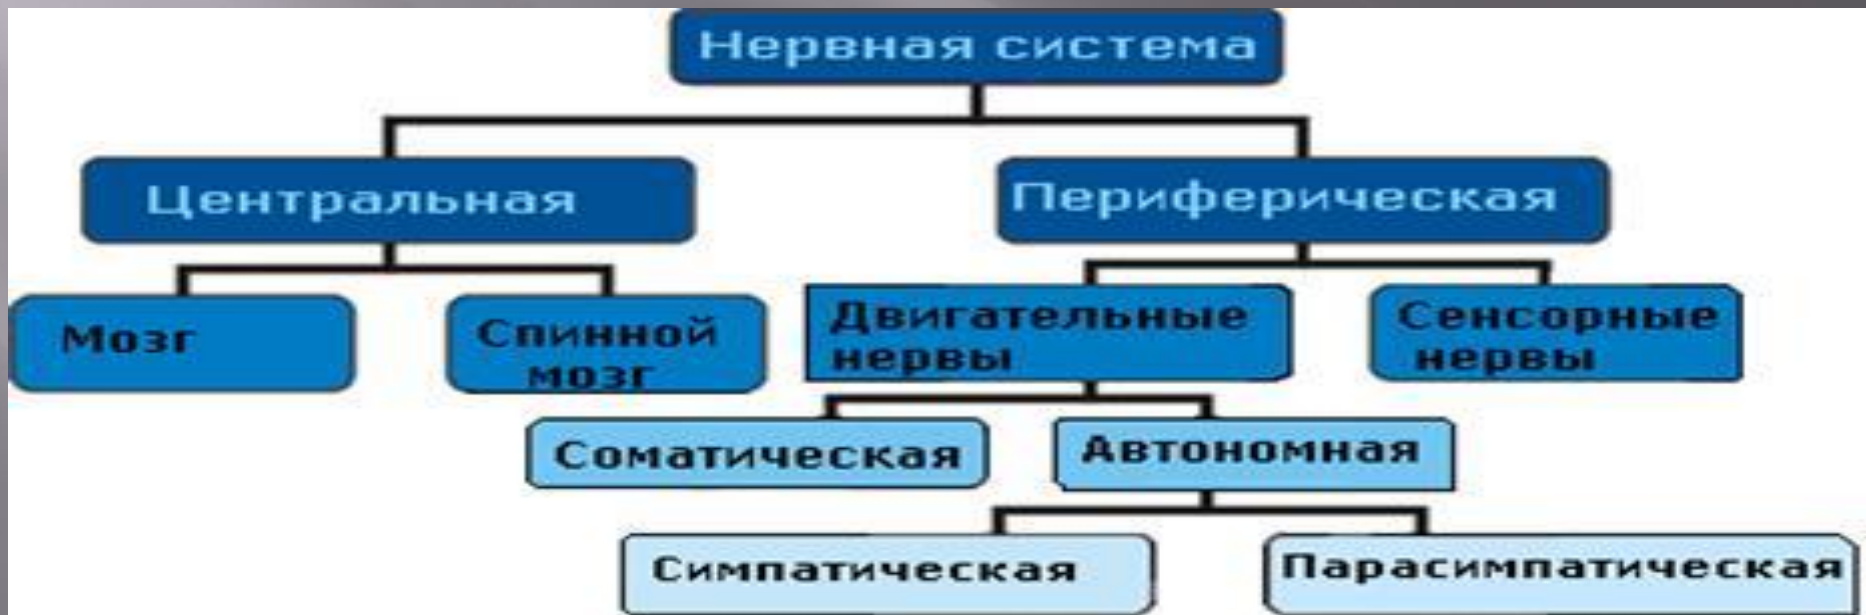 Нервная система
Центральная
Периферическая
Мозг
Спинной
мозг
Двигательные
нервы
Сенсорные
нервы
Соматическая
Автономная
Симпатическая
Парасимпатическая